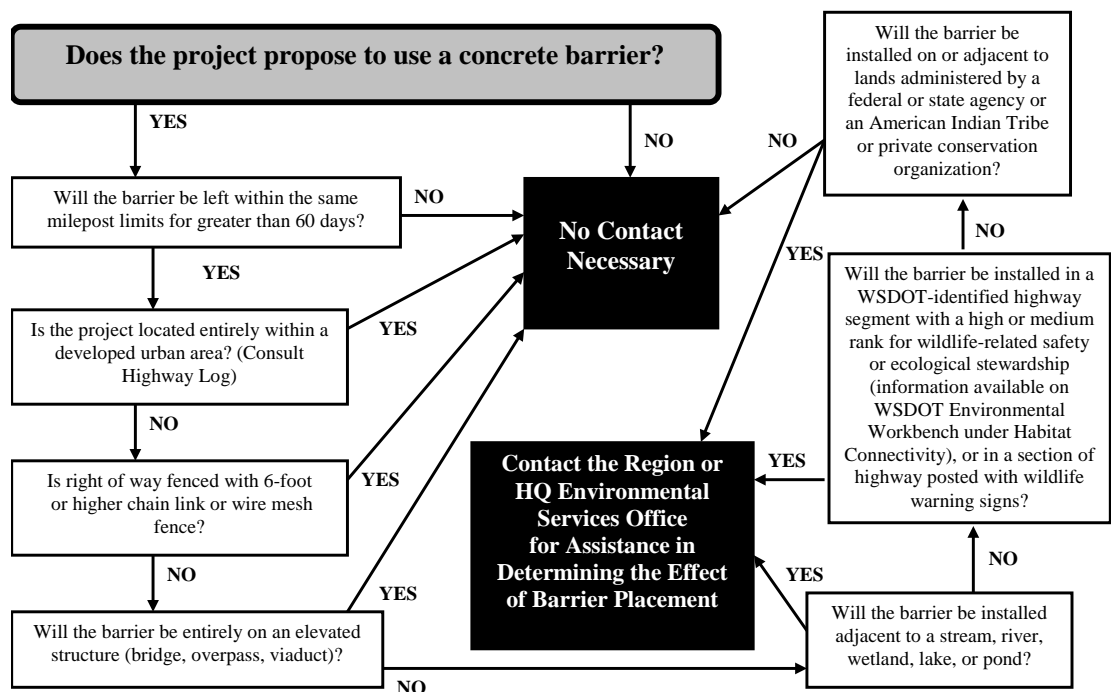 Does the project propose to use a concrete barrier?
YES
NO
Will the barrier be left within the same
milepost limits for greater than 60 days?
NO
YES
Is the project located entirely within a
developed urban area? (Consult
Highway Log)
YES
NO
Is right of way fenced with 6-foot
or higher chain link or wire mesh
fence?
YES
NO
Will the barrier be entirely on an elevated
structure (bridge, overpass, viaduct)?
YES
NO
No Contact
Necessary
Contact the Region or
HQ Environmental
Services Office
for Assistance in
Determining the Effect
of Barrier Placement
Will the barrier be installed
adjacent to a stream, river,
wetland, lake, or pond?
YES
NO
Will the barrier be installed in a
WSDOT-identified highway
segment with a high or medium
rank for wildlife-related safety
or ecological stewardship
(information available on
WSDOT Environmental
Workbench under Habitat
Connectivity), or in a section of
highway posted with wildlife
warning signs?
YES
NO
Will the barrier be
installed on or adjacent to
lands administered by a
federal or state agency or
an American Indian Tribe
or private conservation
organization?
NO
YES